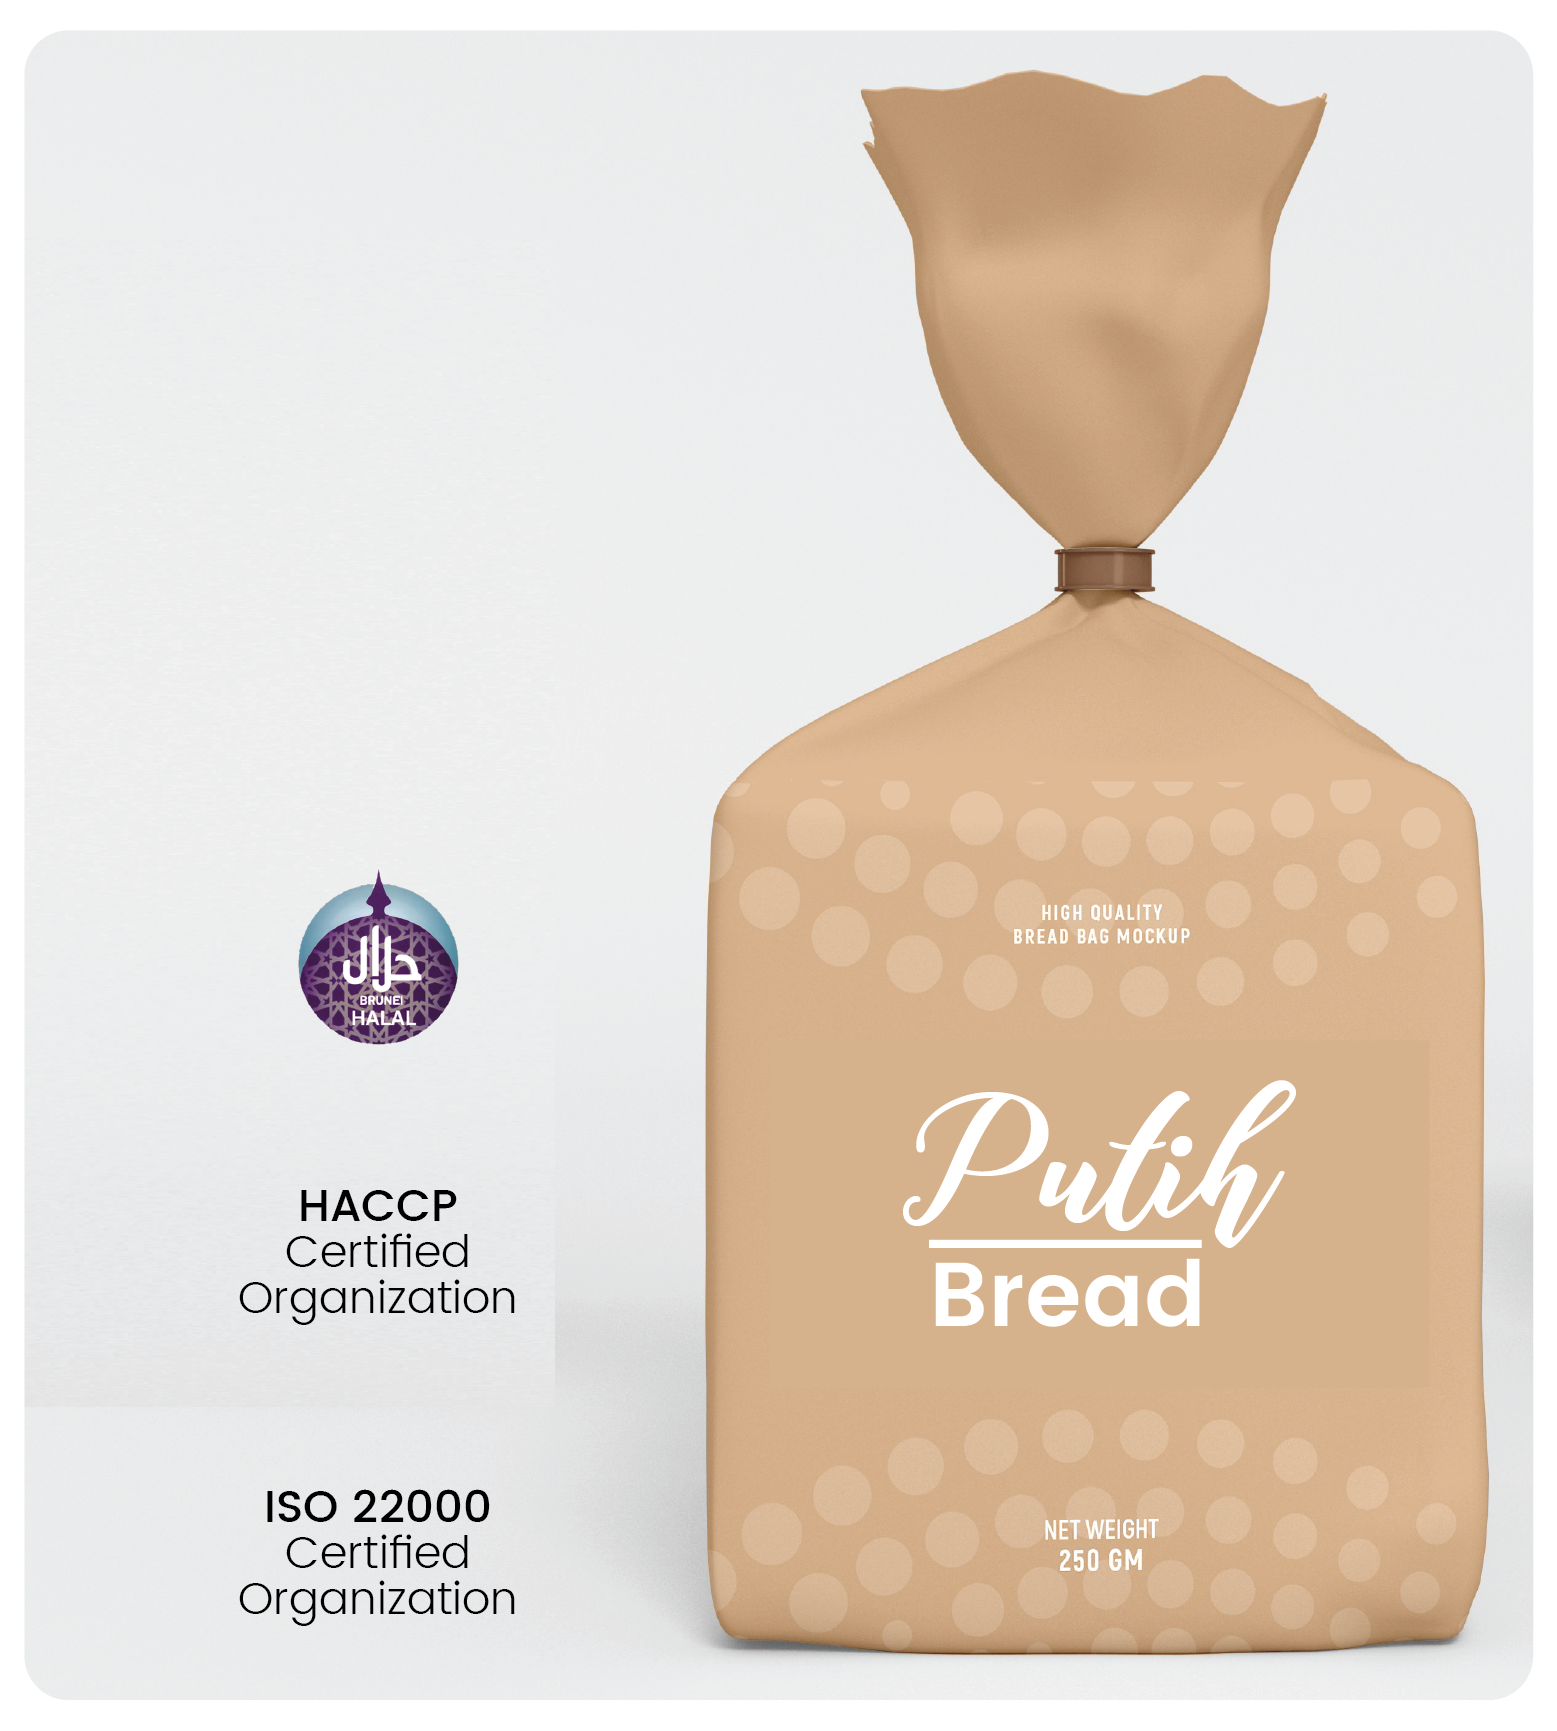 حلال
BRUNEI
HALAL
HACCP
Certified
Organization
ISO 22000
Certified
Organization
HIGH QUALITY
BREAD BAG MOCKUP
Putih
Bread
NET WEIGHT
250 GM